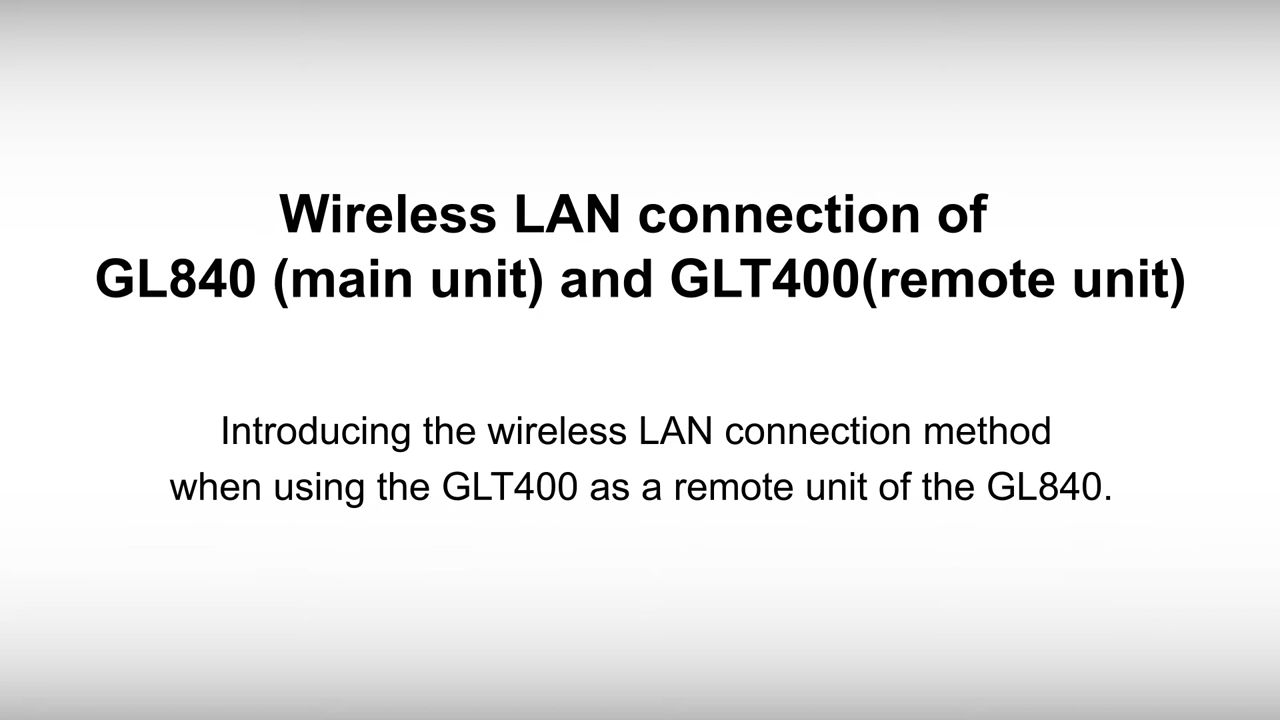 Wireless LAN connection of
GL840 (main unit) and GLT400(remote unit)
Introducing the wireless LAN connection method
when using the GLT400 as a remote unit of the GL840.